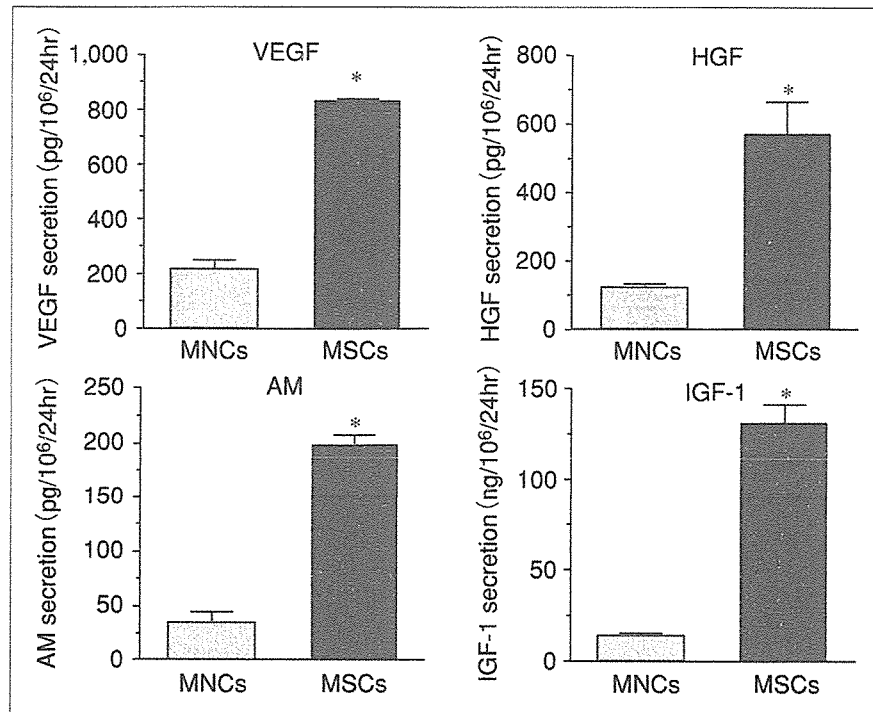 VEGF
VEGF secretion (pg/10⁶/24hr)
1,000
800
600
400
200
0
*
MNCs
MSCs
HGF
HGF secretion (pg/10⁶/24hr)
800
600
400
200
0
*
MNCs
MSCs
AM
AM secretion (pg/10⁶/24hr)
250
200
150
100
50
0
*
MNCs
MSCs
IGF-1
IGF-1 secretion (ng/10⁶/24hr)
150
100
50
0
*
MNCs
MSCs